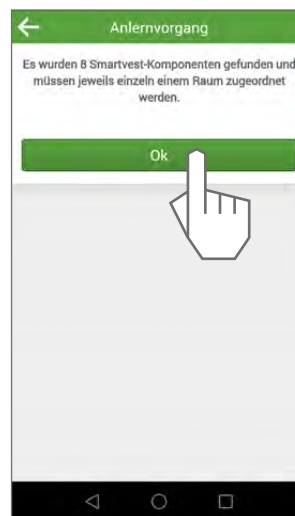 Anlernvorgang
Es wurden 8 Smartvest-Komponenten gefunden und
müssen jeweils einzeln einem Raum zugeordnet
werden.
Ok